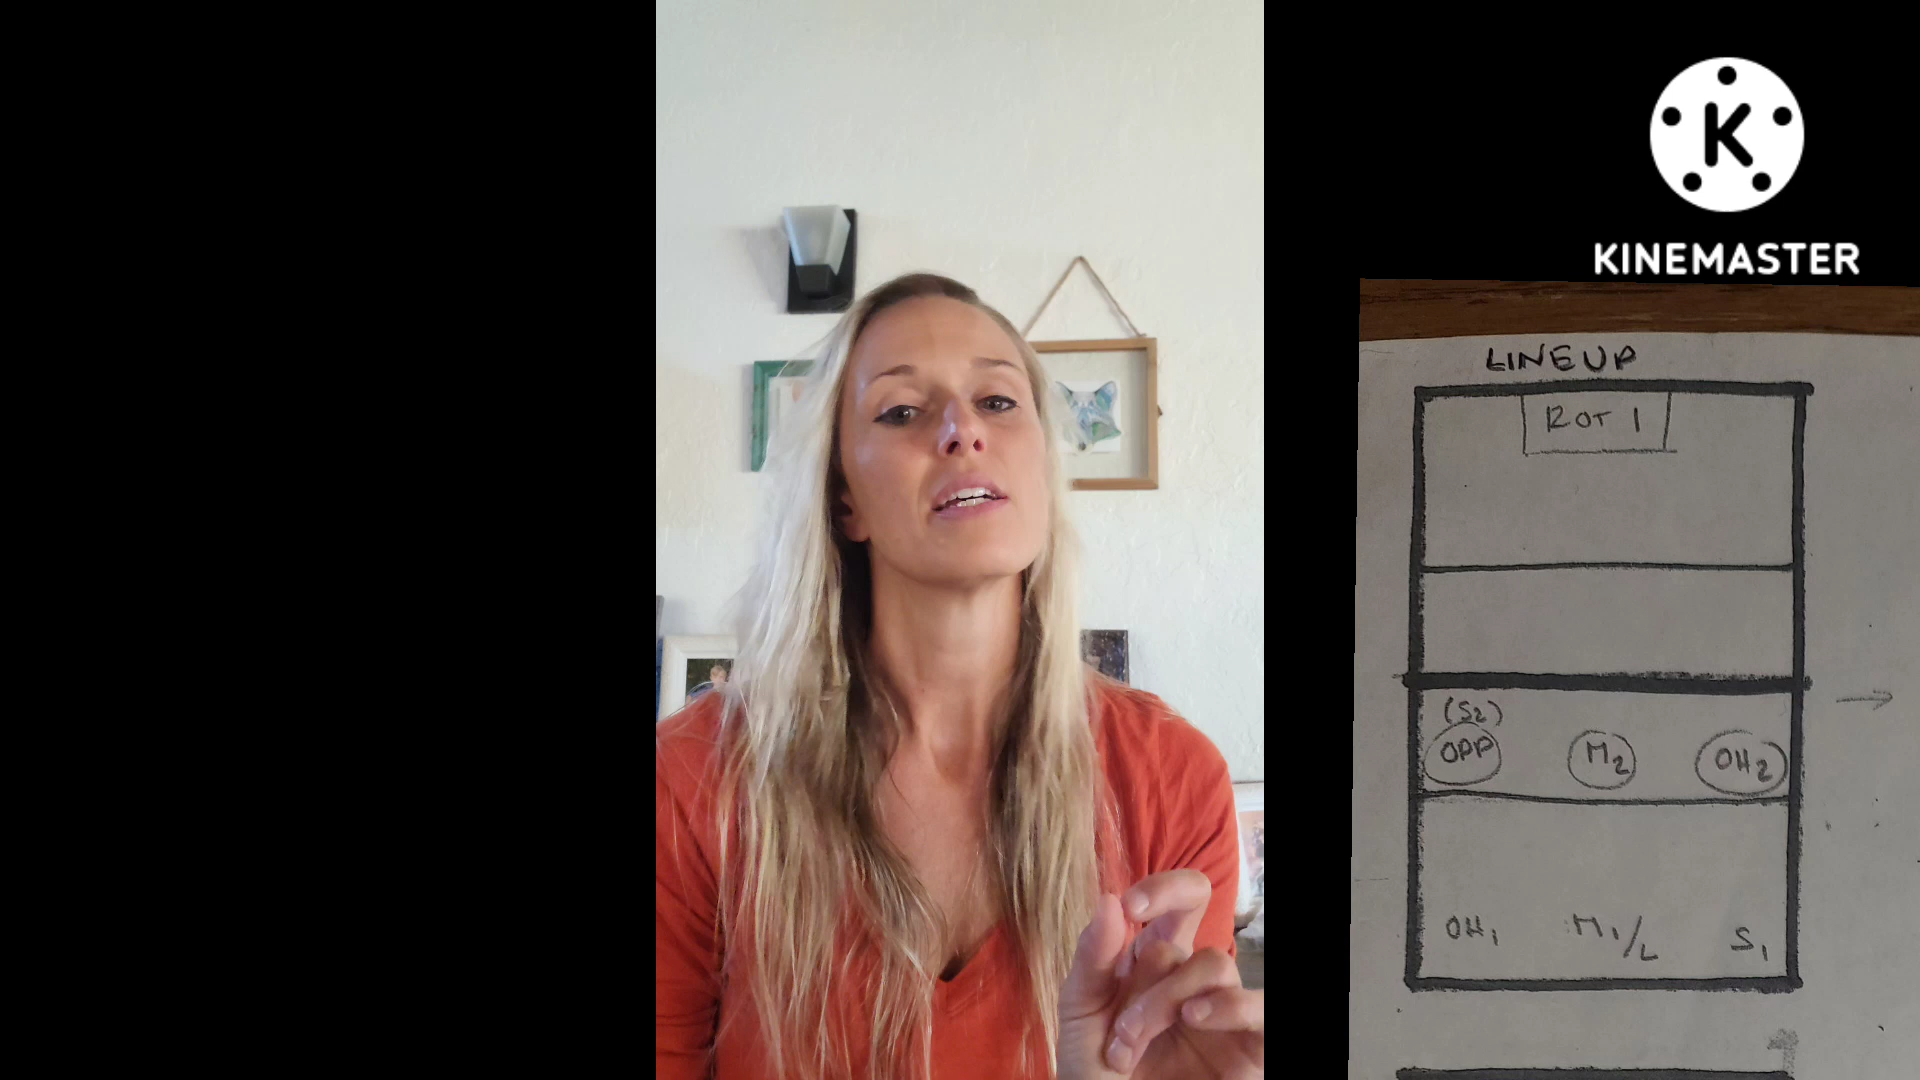 K
KINEMASTER
LINEUP
ROT 1
(S2)
OPP M2 OH2
OH1 M1/L S1